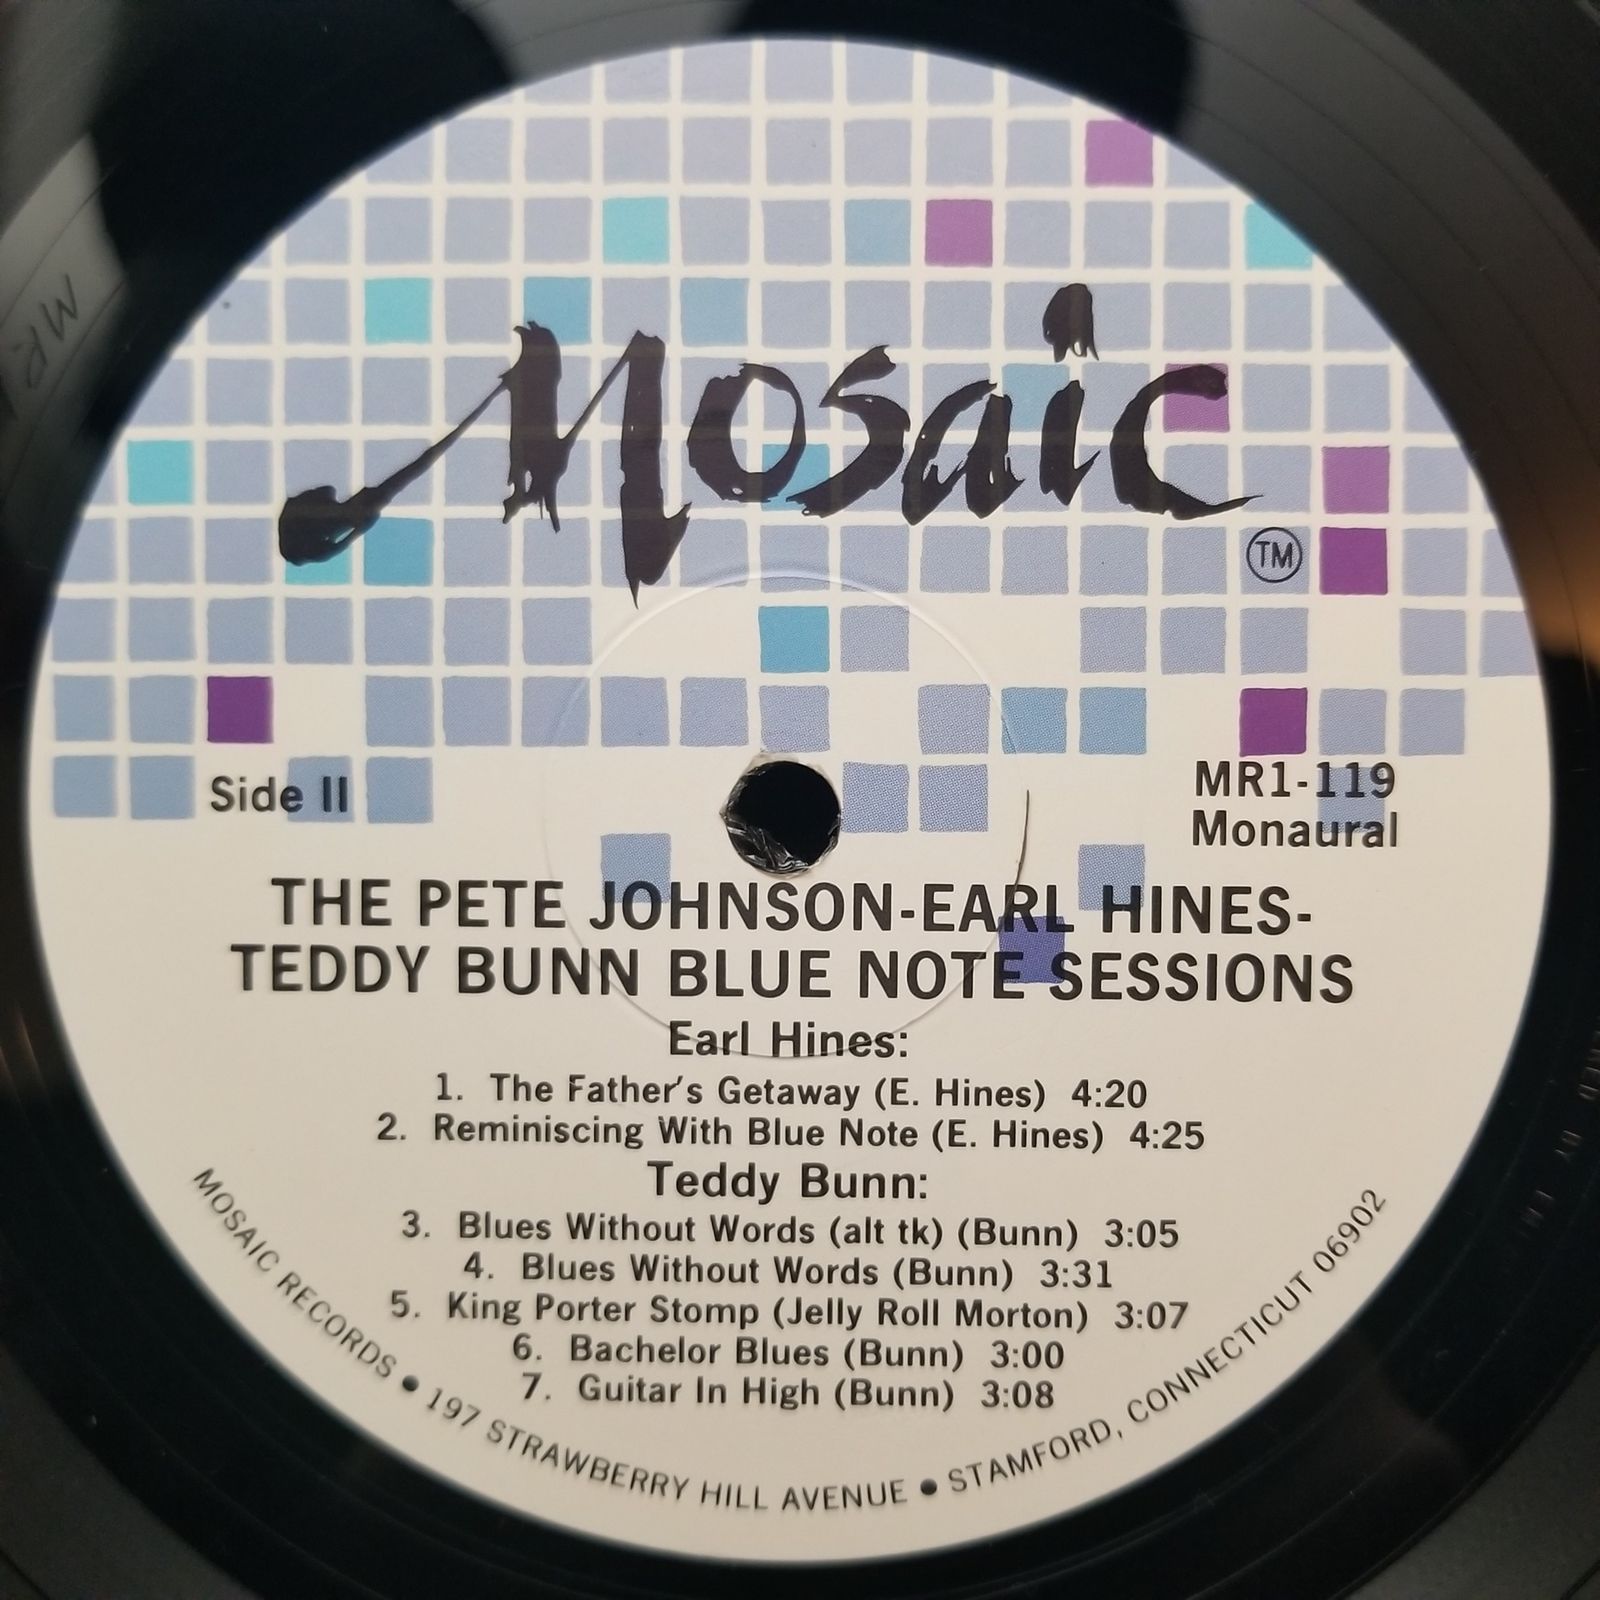 Mosaic
TM
Side II
MR1-119
Monaural
THE PETE JOHNSON-EARL HINES-
TEDDY BUNN BLUE NOTE SESSIONS
Earl Hines:
1. The Father's Getaway (E. Hines) 4:20
2. Reminiscing With Blue Note (E. Hines) 4:25
Teddy Bunn:
3. Blues Without Words (alt tk) (Bunn) 3:05
4. Blues Without Words (Bunn) 3:31
5. King Porter Stomp (Jelly Roll Morton) 3:07
6. Bachelor Blues (Bunn) 3:00
7. Guitar In High (Bunn) 3:08
MOSAIC RECORDS • 197 STRAWBERRY HILL AVENUE • STAMFORD, CONNECTICUT 06902
MR